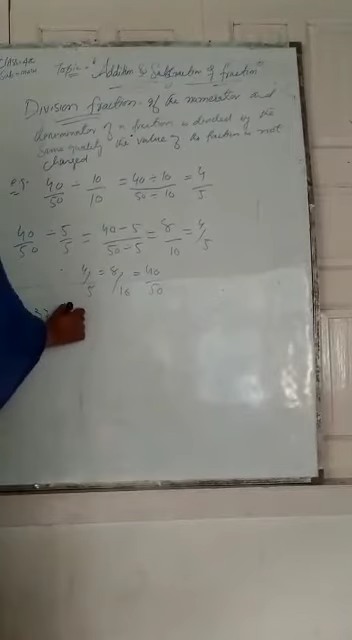 CLASS-4A
Sub-
Topic- "Addition & Subtraction of fraction"
Division fraction- of the numerator and
denominator of a fraction is divided by the
same quantity the value of the fraction is not
changed
e.g. 40/50 ÷ 10/10 = 40 ÷ 10/50 ÷ 10 = 4/5
40/50 ÷ 5/5 = 40 - 5/50 - 5 = 8/10 = 4/5
4/5 = 8/10 = 40/50